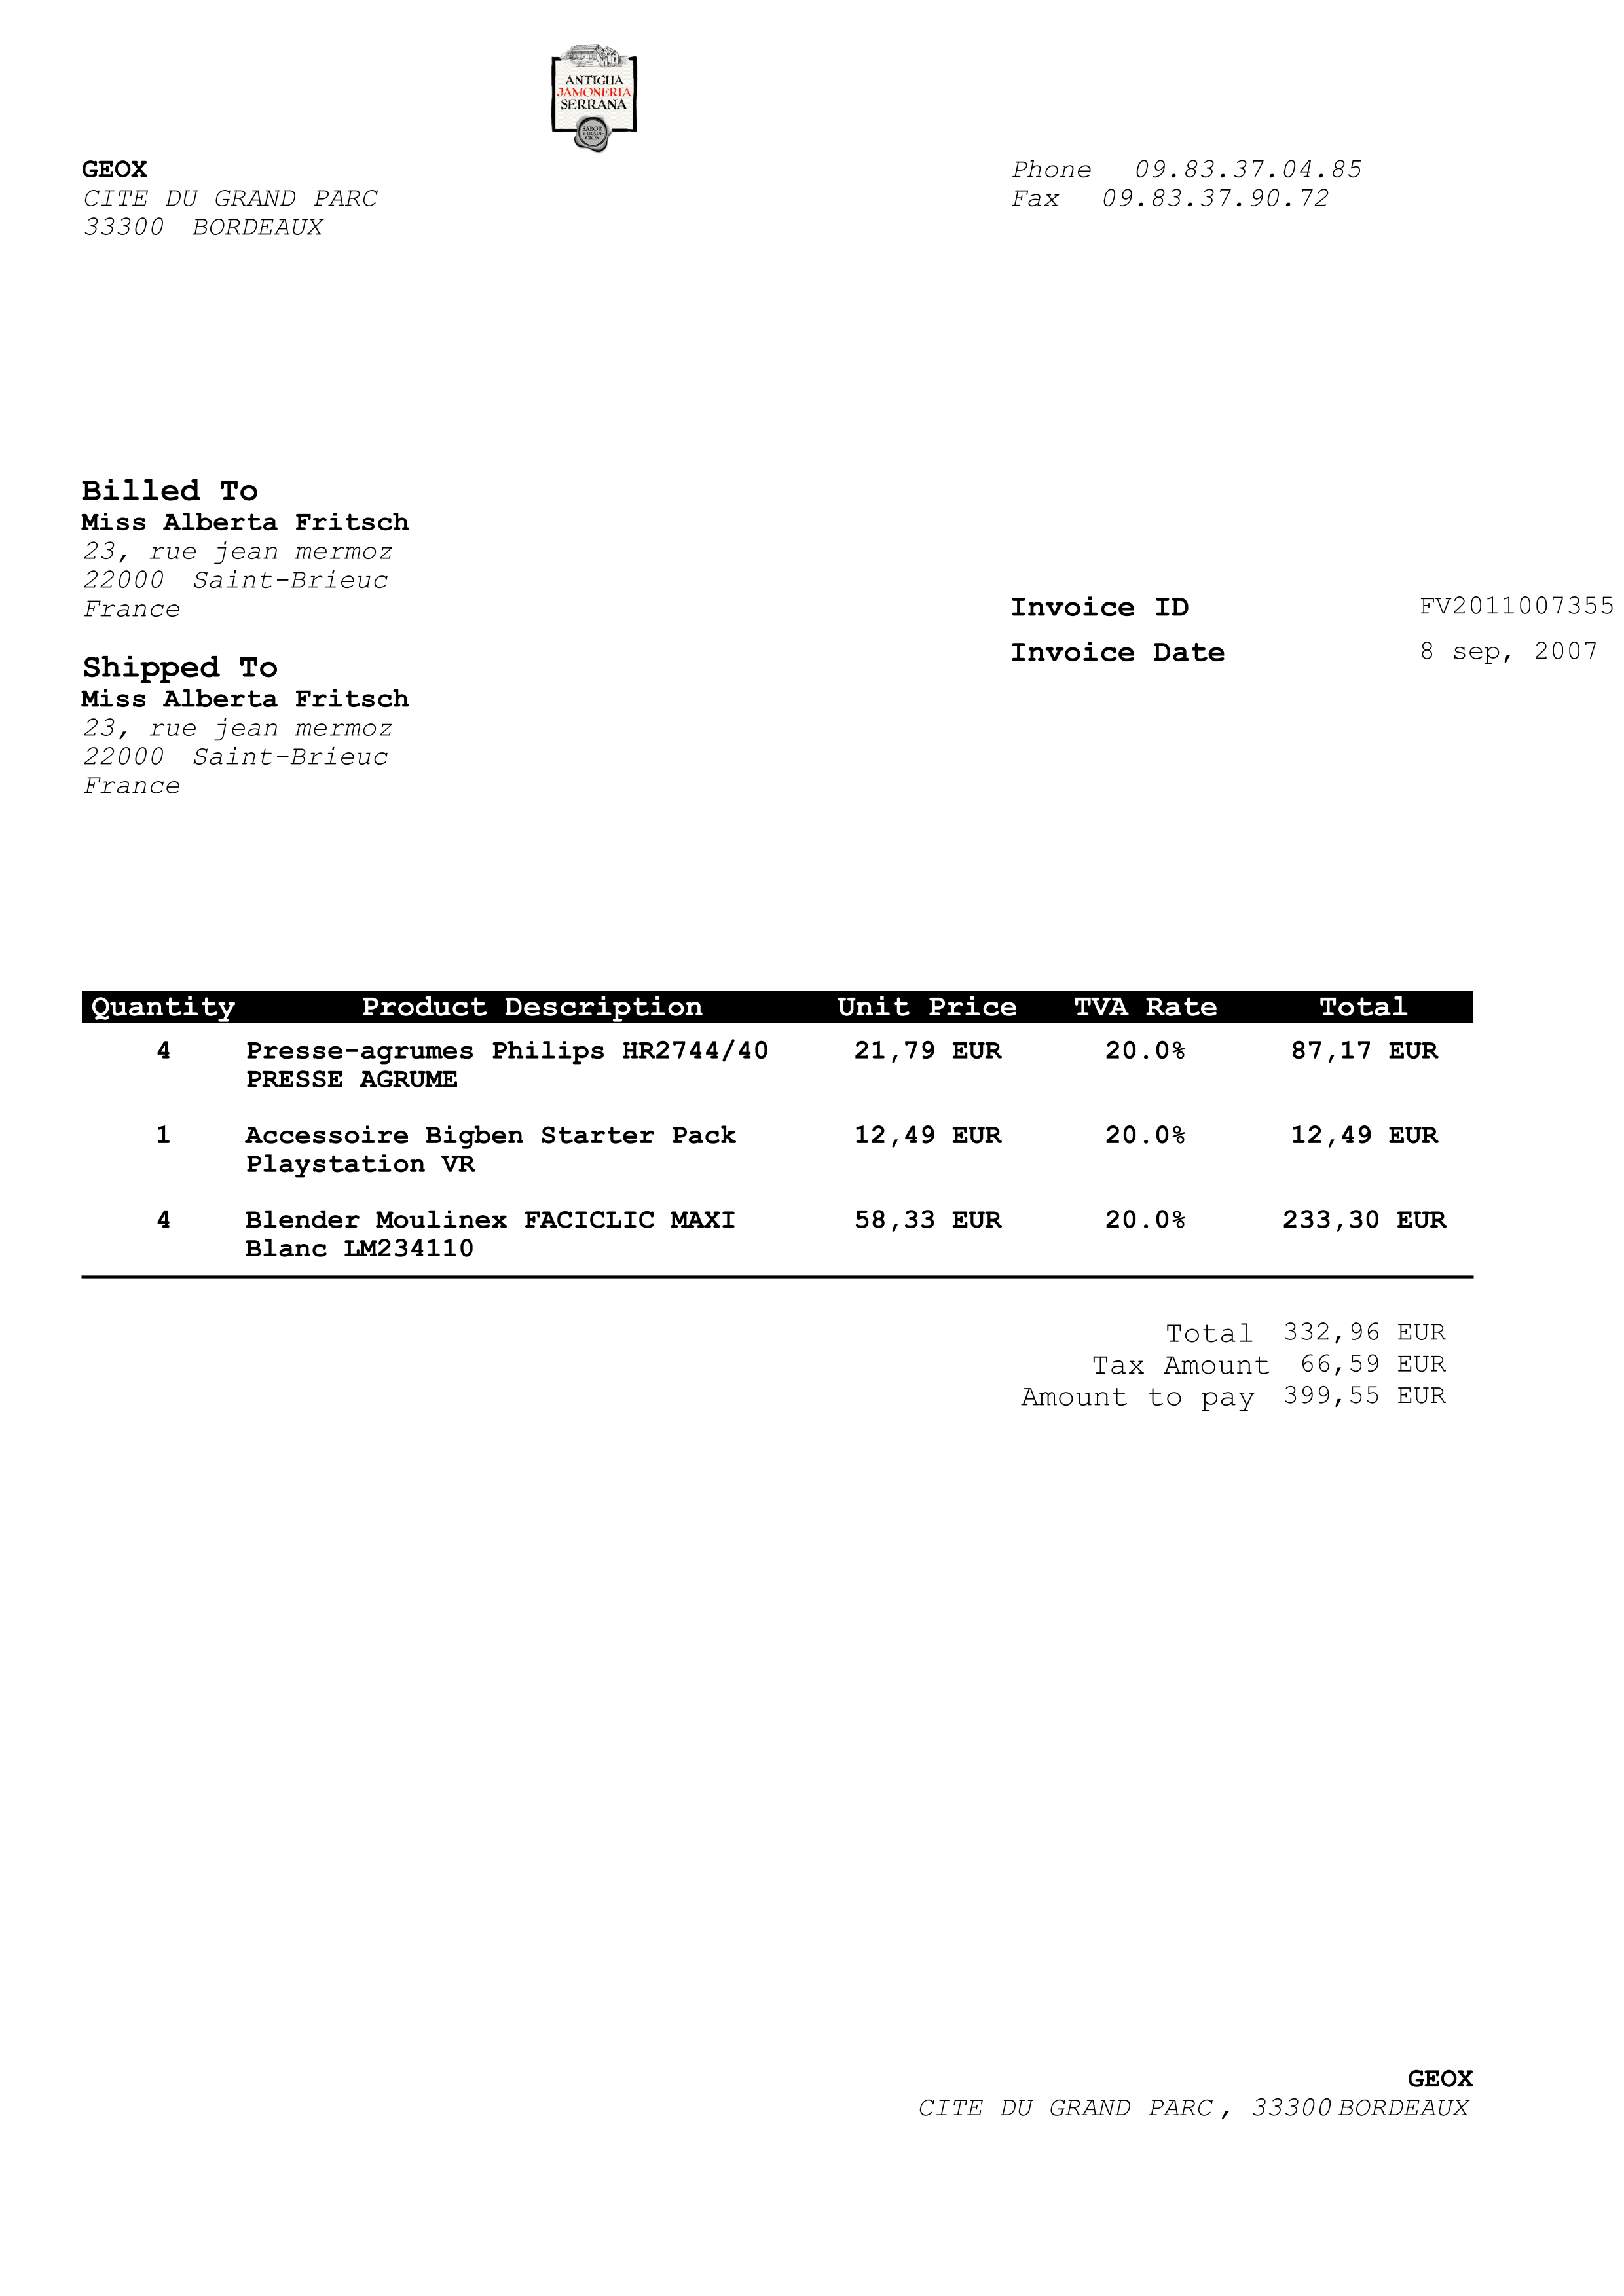 ANTIGUA
JAMONERIA
SERRANA
SABOR
Y TRADI
CION
GEOX
CITE DU GRAND PARC
33300 BORDEAUX
Phone 09.83.37.04.85
Fax 09.83.37.90.72
Billed To
Miss Alberta Fritsch
23, rue jean mermoz
22000 Saint-Brieuc
France
Invoice ID FV2011007355
Invoice Date 8 sep, 2007
Shipped To
Miss Alberta Fritsch
23, rue jean mermoz
22000 Saint-Brieuc
France
Quantity Product Description Unit Price TVA Rate Total
4 Presse-agrumes Philips HR2744/40 21,79 EUR 20.0% 87,17 EUR
PRESSE AGRUME
1 Accessoire Bigben Starter Pack 12,49 EUR 20.0% 12,49 EUR
Playstation VR
4 Blender Moulinex FACICLIC MAXI 58,33 EUR 20.0% 233,30 EUR
Blanc LM234110
Total 332,96 EUR
Tax Amount 66,59 EUR
Amount to pay 399,55 EUR
GEOX
CITE DU GRAND PARC , 33300 BORDEAUX